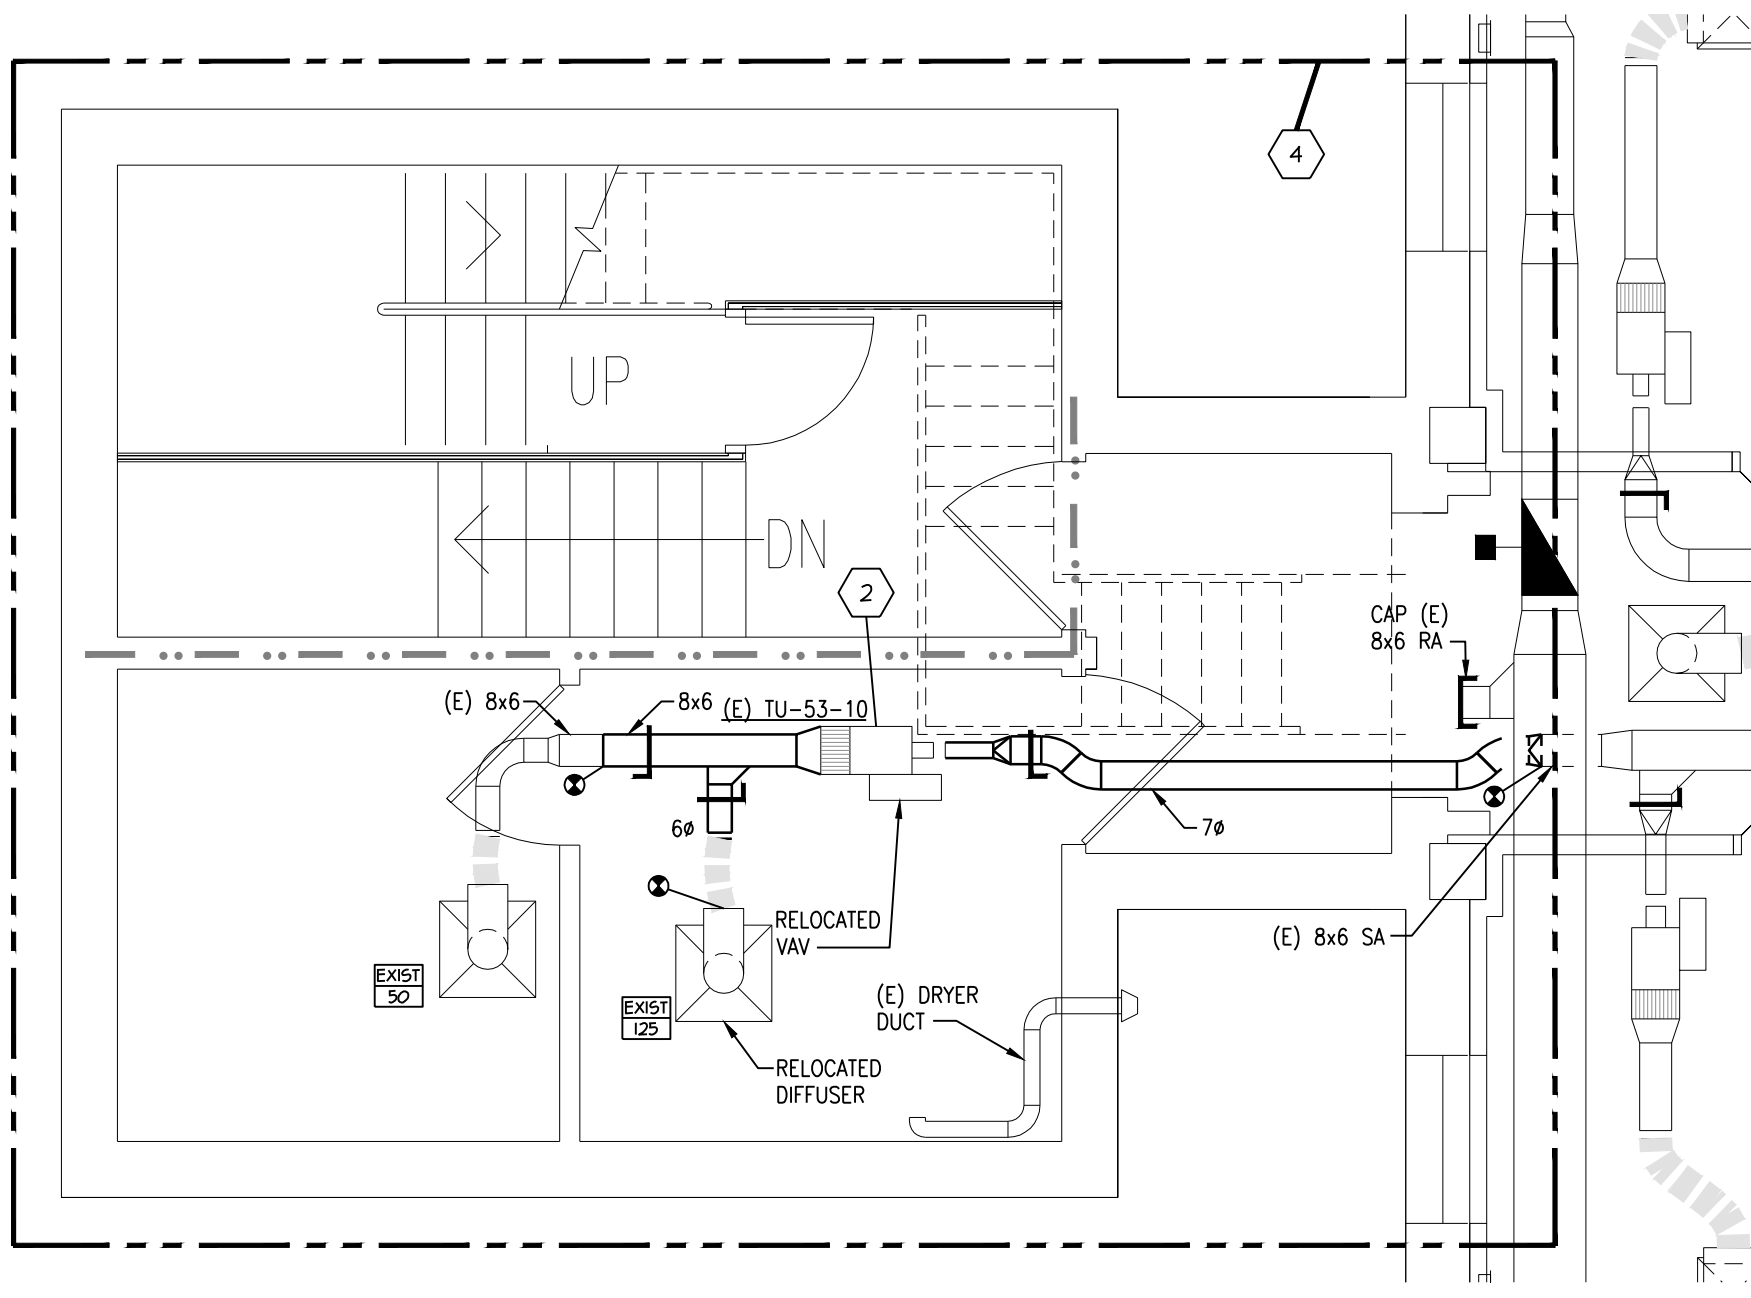 4
UP
DN
2
CAP (E)
8x6 RA
(E) 8x6
8x6
(E) TU-53-10
6ø
7ø
RELOCATED
VAV
(E) 8x6 SA
EXIST
50
EXIST
125
(E) DRYER
DUCT
RELOCATED
DIFFUSER